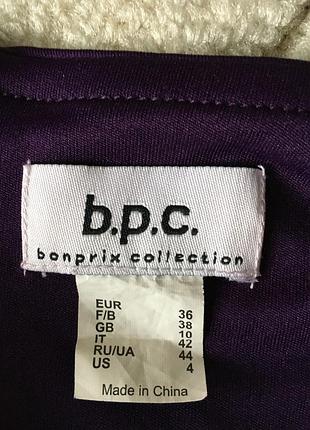 b.p.c.
bonprix collection
EUR 36
F/B 38
GB 10
IT 42
RU/UA 44
US 4
Made in China